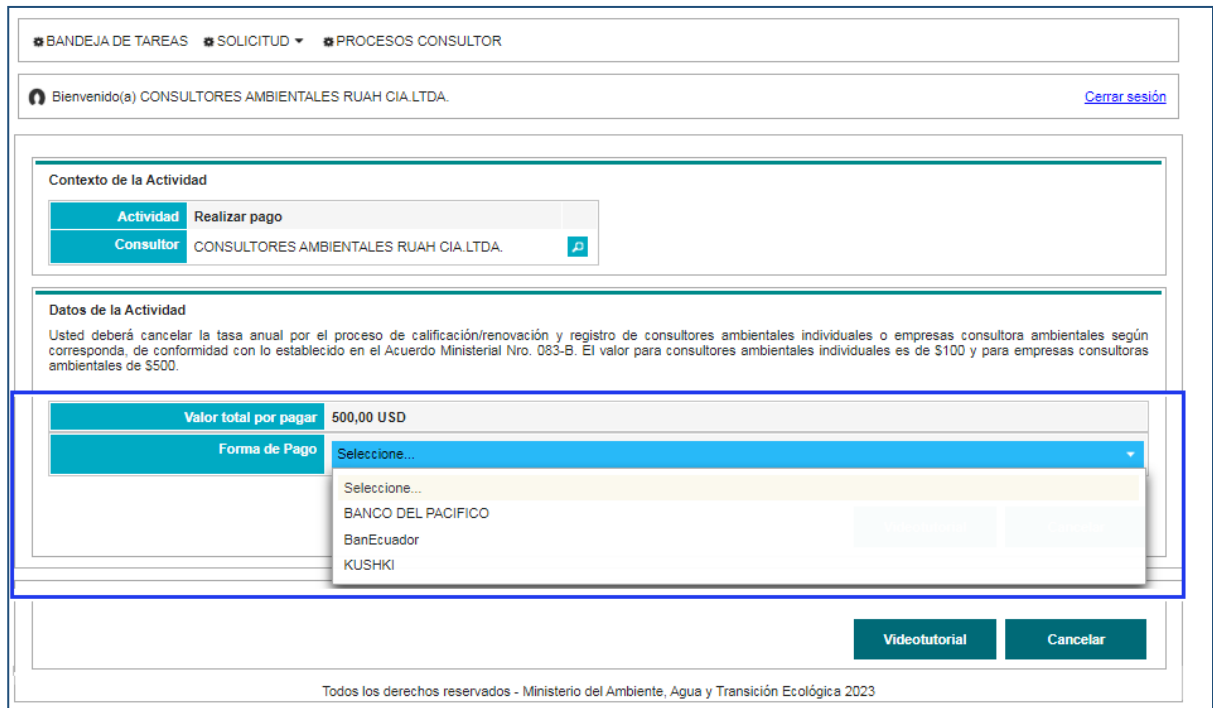 BANDEJA DE TAREAS SOLICITUD PROCESOS CONSULTOR
Bienvenido(a) CONSULTORES AMBIENTALES RUAH CIA.LTDA. Cerrar sesión
Contexto de la Actividad
Actividad Realizar pago
Consultor CONSULTORES AMBIENTALES RUAH CIA.LTDA.
Datos de la Actividad
Usted deberá cancelar la tasa anual por el proceso de calificación/renovación y registro de consultores ambientales individuales o empresas consultora ambientales según
corresponda, de conformidad con lo establecido en el Acuerdo Ministerial Nro. 083-B. El valor para consultores ambientales individuales es de $100 y para empresas consultoras
ambientales de $500.
Valor total por pagar 500,00 USD
Forma de Pago Seleccione...
Seleccione...
BANCO DEL PACIFICO
BanEcuador
KUSHKI
Videotutorial Cancelar
Todos los derechos reservados - Ministerio del Ambiente, Agua y Transición Ecológica 2023